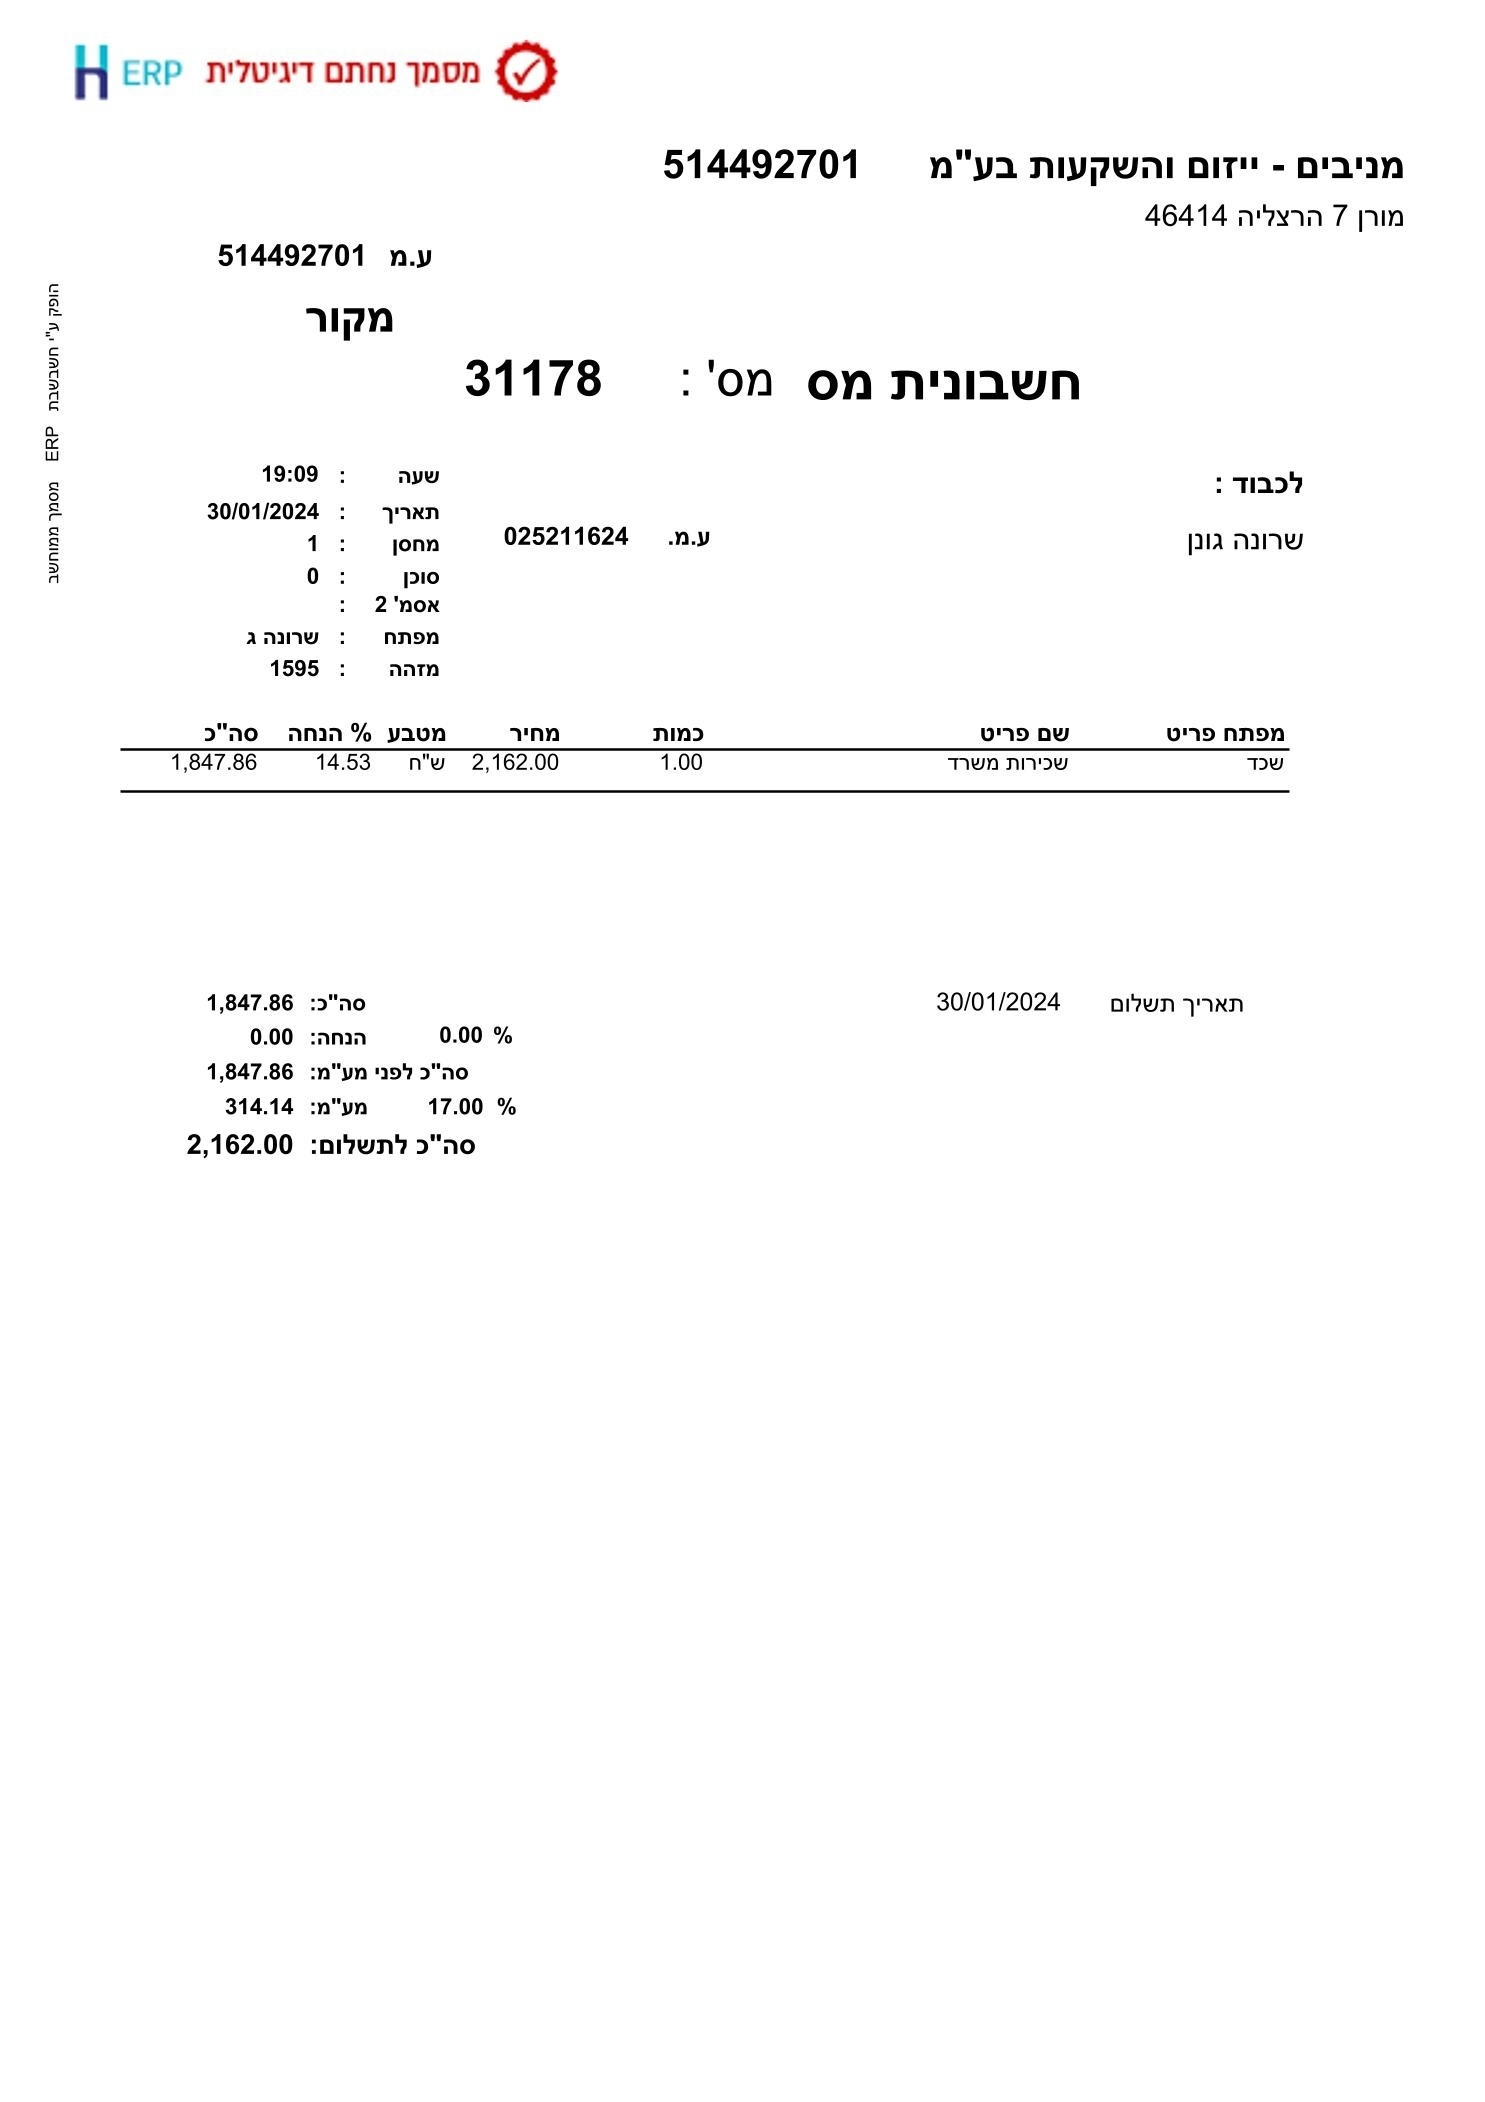 ERP מסמך נחתם דיגיטלית
מניבים - ייזום והשקעות בע"מ 514492701
מורן 7 הרצליה 46414
ע.מ 514492701
מקור
חשבונית מס מס' : 31178
הופק ע"י חשבשבת ERP מסמך ממוחשב
לכבוד :
שרונה גונן
ע.מ. 025211624
שעה : 19:09
תאריך : 30/01/2024
מחסן : 1
סוכן : 0
אסמ' 2 :
מפתח : שרונה ג
מזהה : 1595
מפתח פריט שם פריט כמות מחיר מטבע % הנחה סה"כ
שכד שכירות משרד 1.00 2,162.00 ש"ח 14.53 1,847.86
תאריך תשלום 30/01/2024
סה"כ: 1,847.86
% 0.00 הנחה: 0.00
סה"כ לפני מע"מ: 1,847.86
% 17.00 מע"מ: 314.14
סה"כ לתשלום: 2,162.00